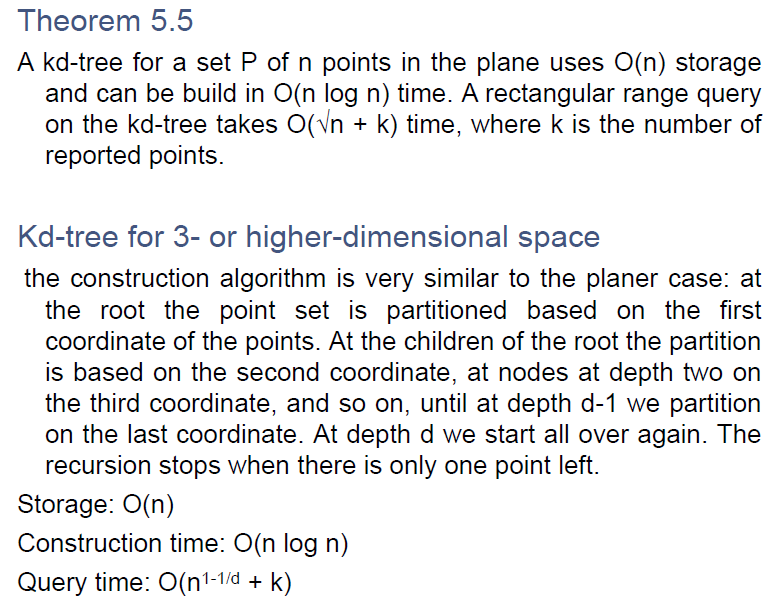 Theorem 5.5
A kd-tree for a set P of n points in the plane uses O(n) storage
and can be build in O(n log n) time. A rectangular range query
on the kd-tree takes O(√n + k) time, where k is the number of
reported points.
Kd-tree for 3- or higher-dimensional space
the construction algorithm is very similar to the planer case: at
the root the point set is partitioned based on the first
coordinate of the points. At the children of the root the partition
is based on the second coordinate, at nodes at depth two on
the third coordinate, and so on, until at depth d-1 we partition
on the last coordinate. At depth d we start all over again. The
recursion stops when there is only one point left.
Storage: O(n)
Construction time: O(n log n)
Query time: O(n^{1-1/d} + k)